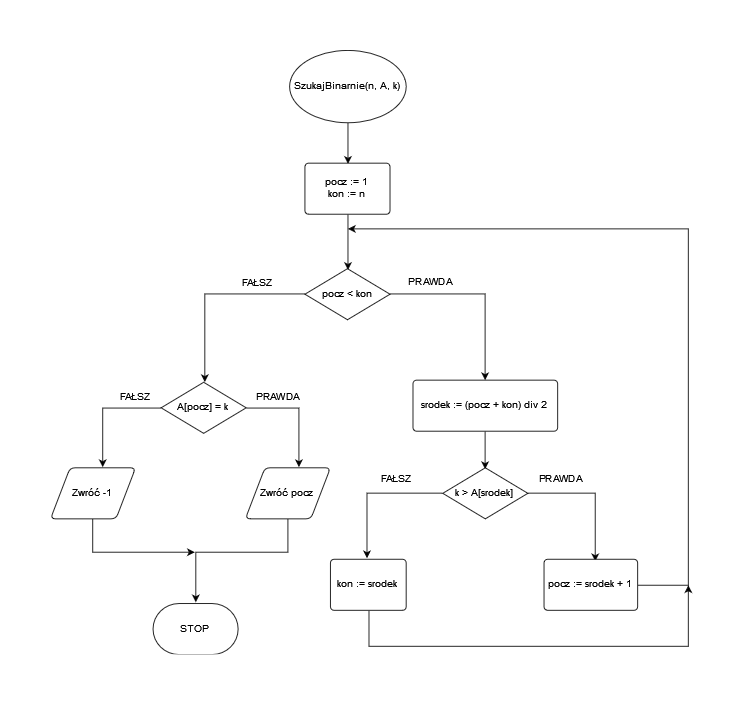 SzukajBinarnie(n, A, k)
pocz := 1
kon := n
FAŁSZ
PRAWDA
pocz < kon
FAŁSZ
PRAWDA
A[pocz] = k
srodek := (pocz + kon) div 2
Zwróć -1
Zwróć pocz
FAŁSZ
PRAWDA
k > A[srodek]
kon := srodek
pocz := srodek + 1
STOP